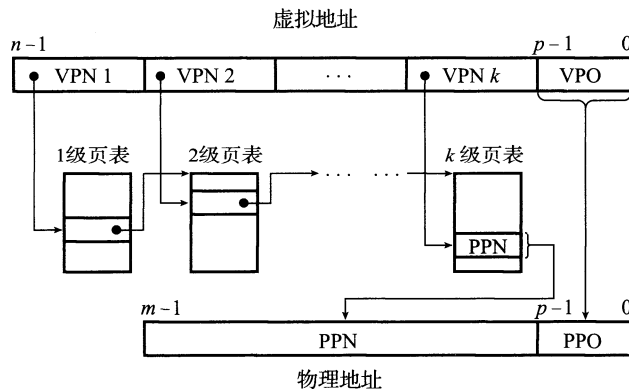 虚拟地址
n-1 p-1 0
VPN 1 VPN 2 ··· VPN k VPO
1级页表 2级页表 k级页表
··· ···
PPN
m-1 p-1 0
PPN PPO
物理地址